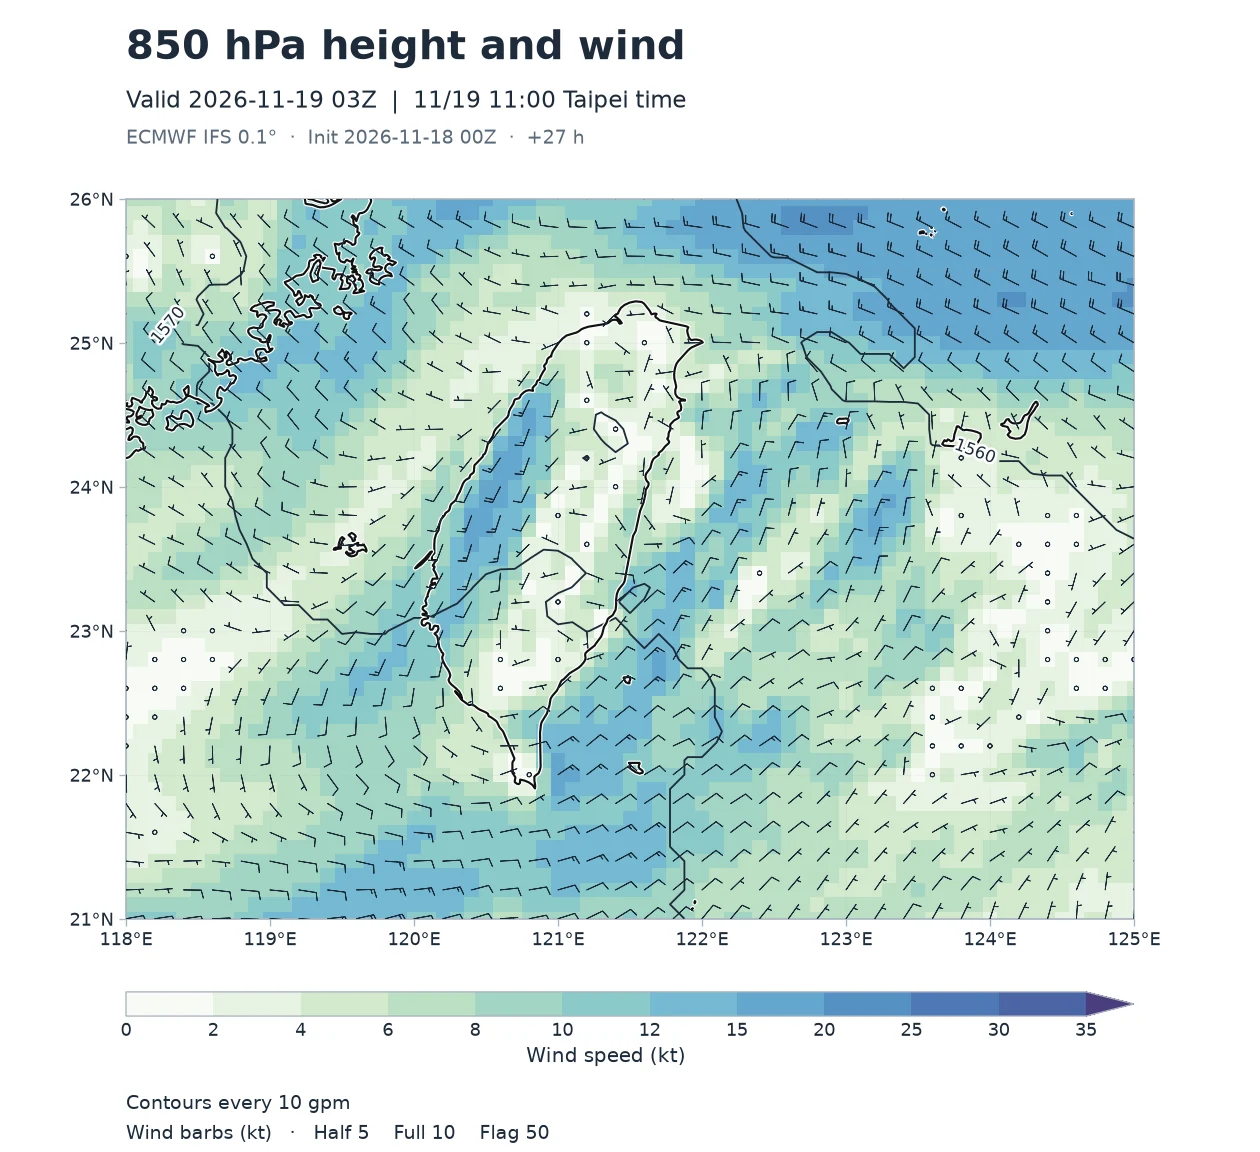 850 hPa height and wind
Valid 2026-11-19 03Z | 11/19 11:00 Taipei time
ECMWF IFS 0.1° · Init 2026-11-18 00Z · +27 h
26°N
25°N
24°N
23°N
22°N
21°N
1570
1560
118°E 119°E 120°E 121°E 122°E 123°E 124°E 125°E
0 2 4 6 8 10 12 15 20 25 30 35
Wind speed (kt)
Contours every 10 gpm
Wind barbs (kt) · Half 5 Full 10 Flag 50